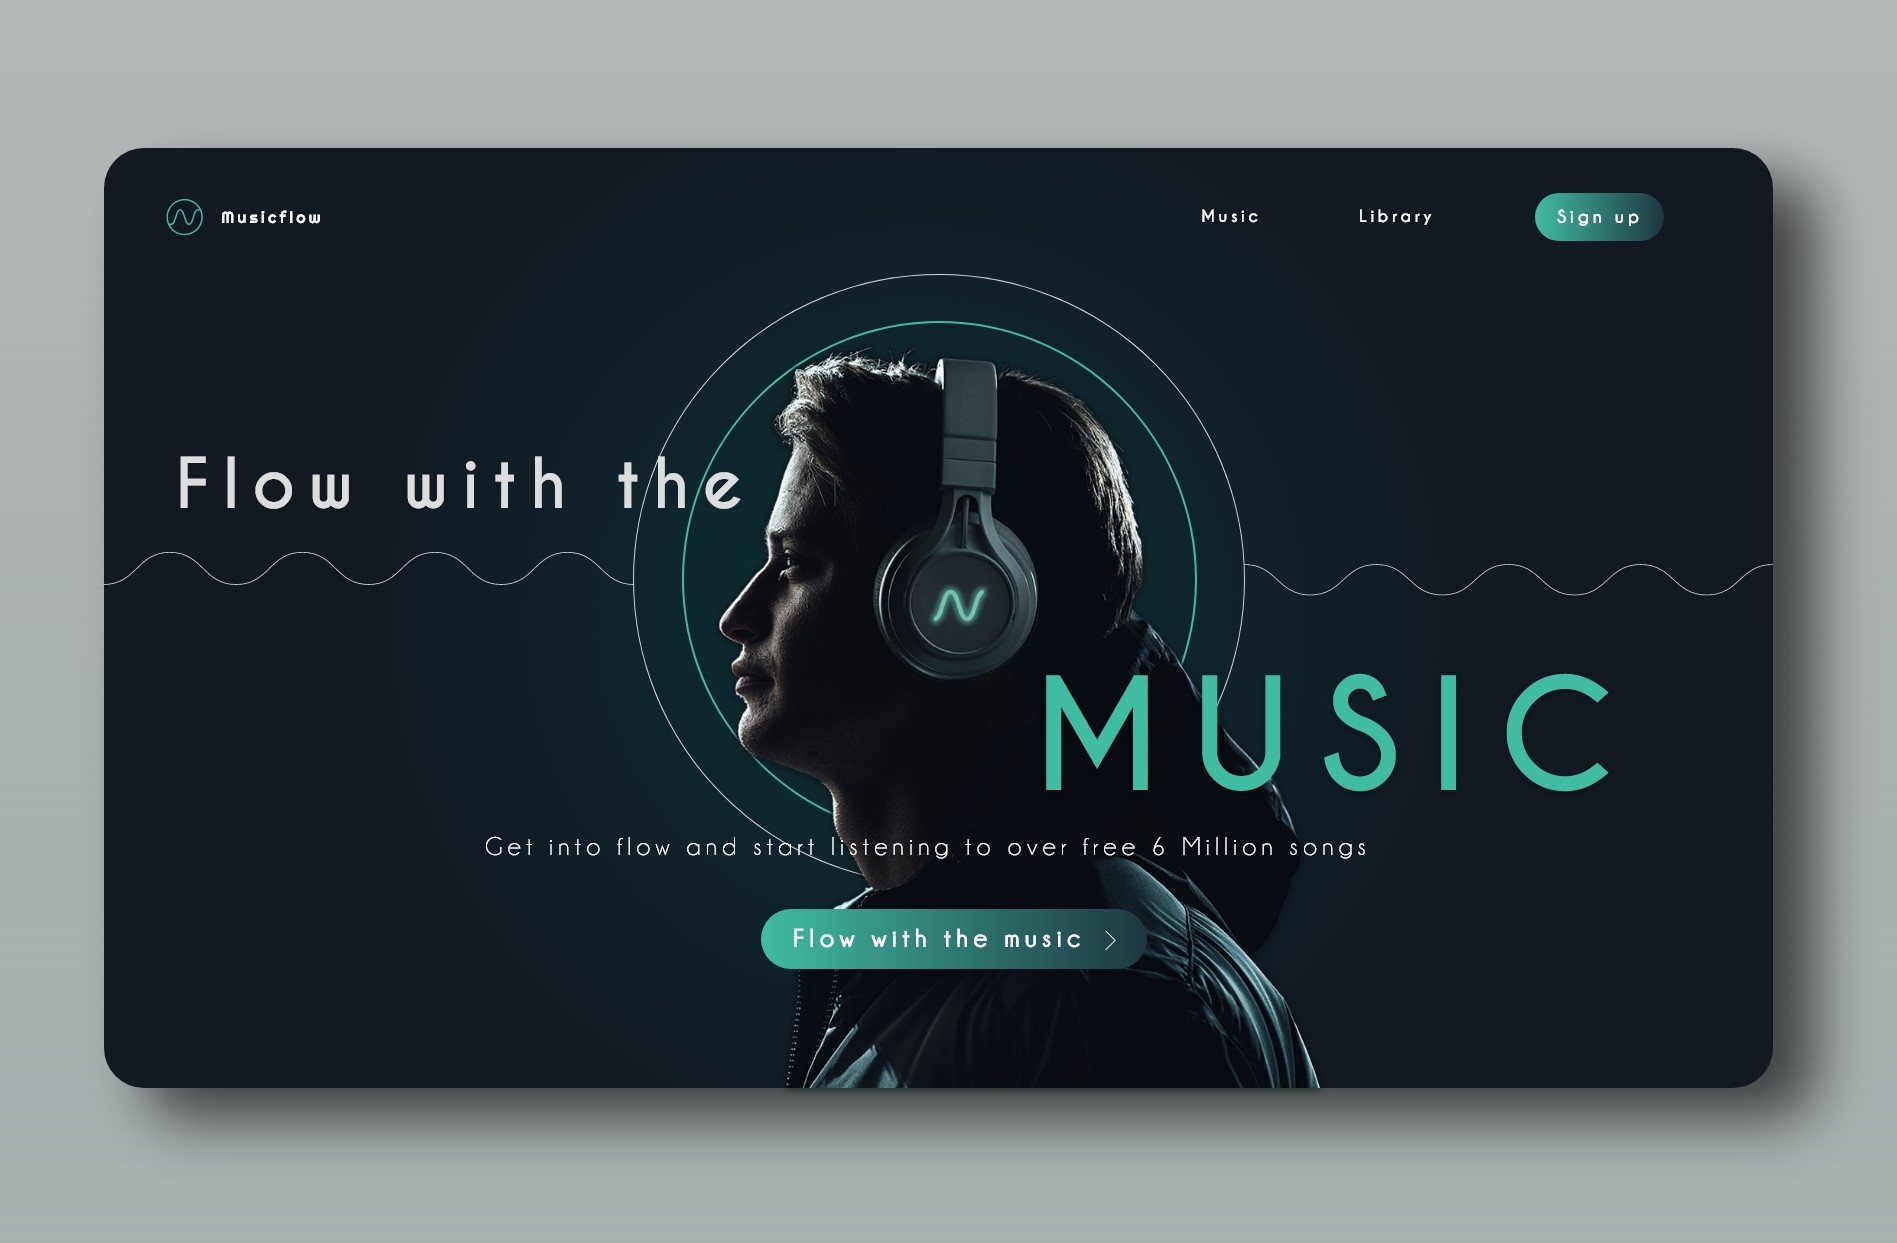 Musicflow
Music
Library
Sign up
Flow with the
MUSIC
Get into flow and start listening to over free 6 Million songs
Flow with the music